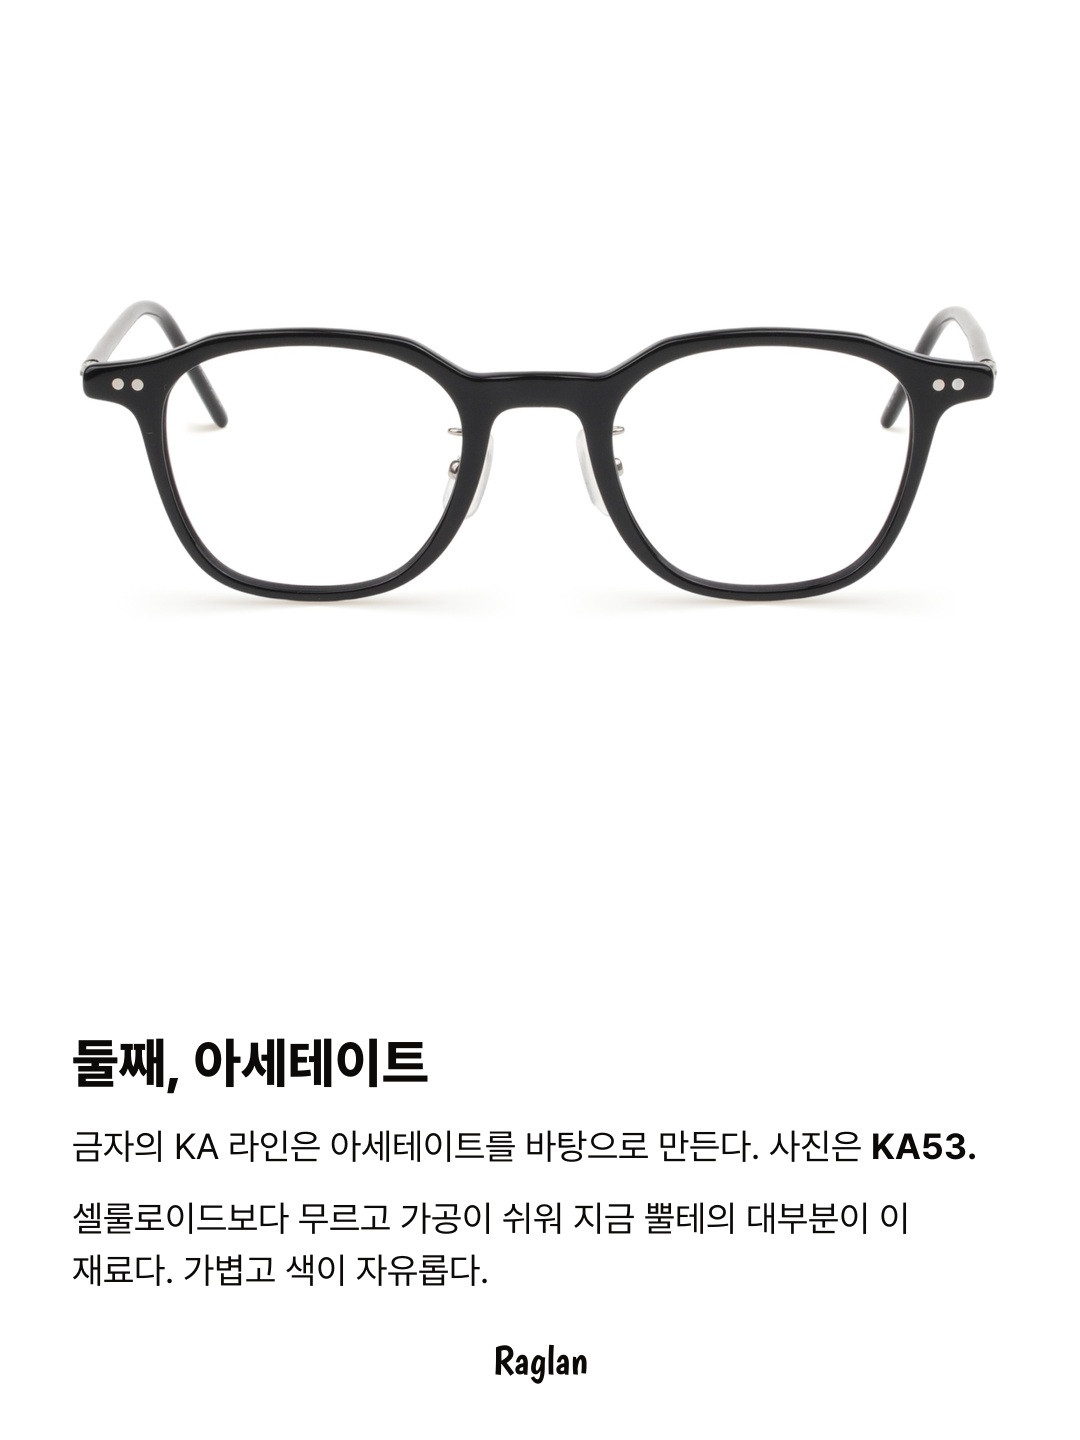 둘째, 아세테이트
금자의 KA 라인은 아세테이트를 바탕으로 만든다. 사진은 KA53.
셀룰로이드보다 무르고 가공이 쉬워 지금 뿔테의 대부분이 이
재료다. 가볍고 색이 자유롭다.
Raglan